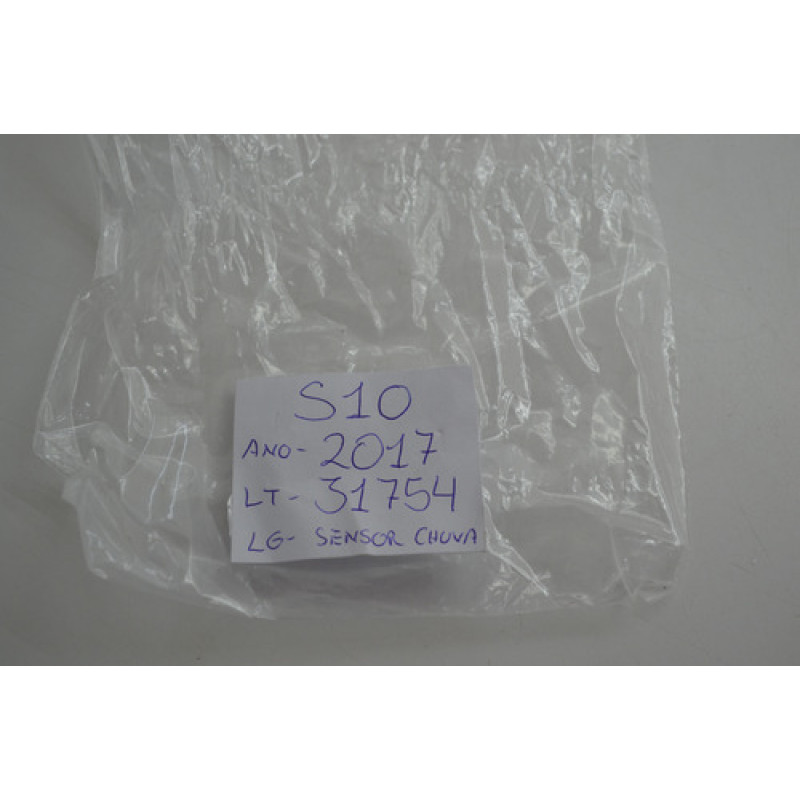 S10
ANO- 2017
LT- 31754
LG- SENSOR CHUVA